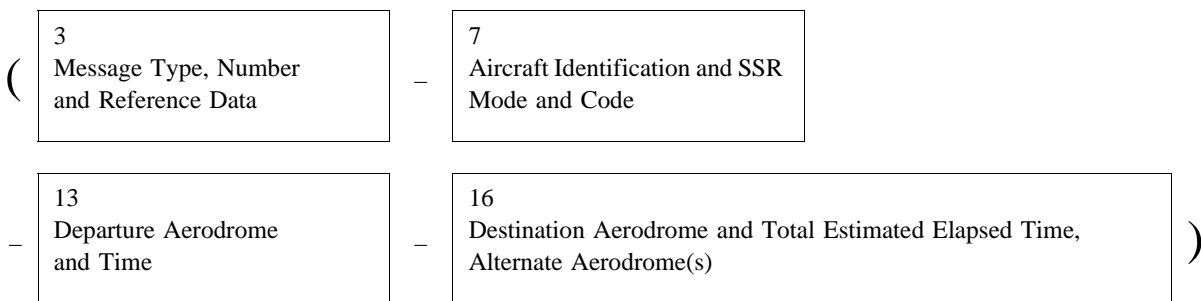 (
3
Message Type, Number
and Reference Data
–
7
Aircraft Identification and SSR
Mode and Code
–
13
Departure Aerodrome
and Time
–
16
Destination Aerodrome and Total Estimated Elapsed Time,
Alternate Aerodrome(s)
)